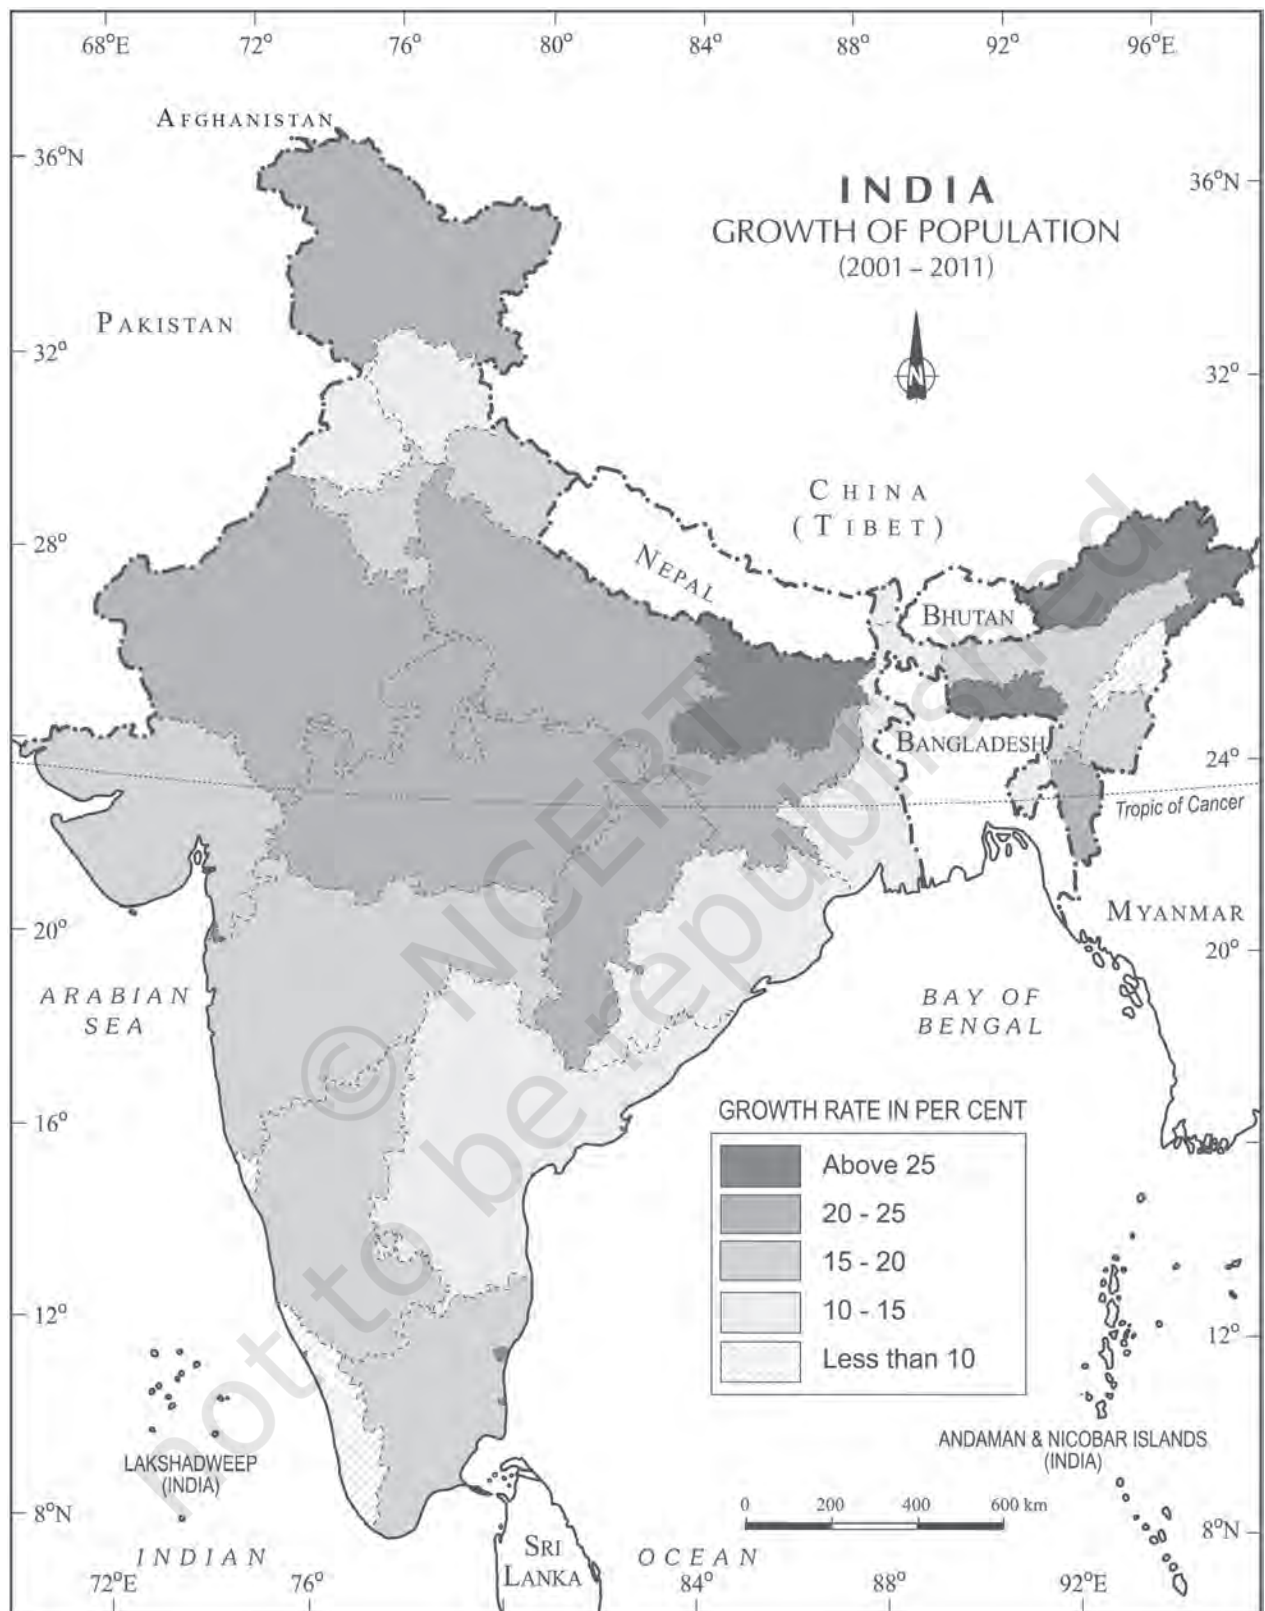 68°E 72° 76° 80° 84° 88° 92° 96°E
AFGHANISTAN
36°N
INDIA
36°N
GROWTH OF POPULATION
(2001 – 2011)
PAKISTAN
N
32°
32°
CHINA
(TIBET)
28°
NEPAL
BHUTAN
BANGLADESH
24°
Tropic of Cancer
MYANMAR
20°
20°
ARABIAN
SEA
BAY OF
BENGAL
16°
GROWTH RATE IN PER CENT
Above 25
20 - 25
15 - 20
10 - 15
Less than 10
12°
12°
LAKSHADWEEP
(INDIA)
ANDAMAN & NICOBAR ISLANDS
(INDIA)
0 200 400 600 km
8°N
8°N
SRI
LANKA
INDIAN OCEAN
72°E 76° 84° 88° 92°E
© NCERT
not to be republished